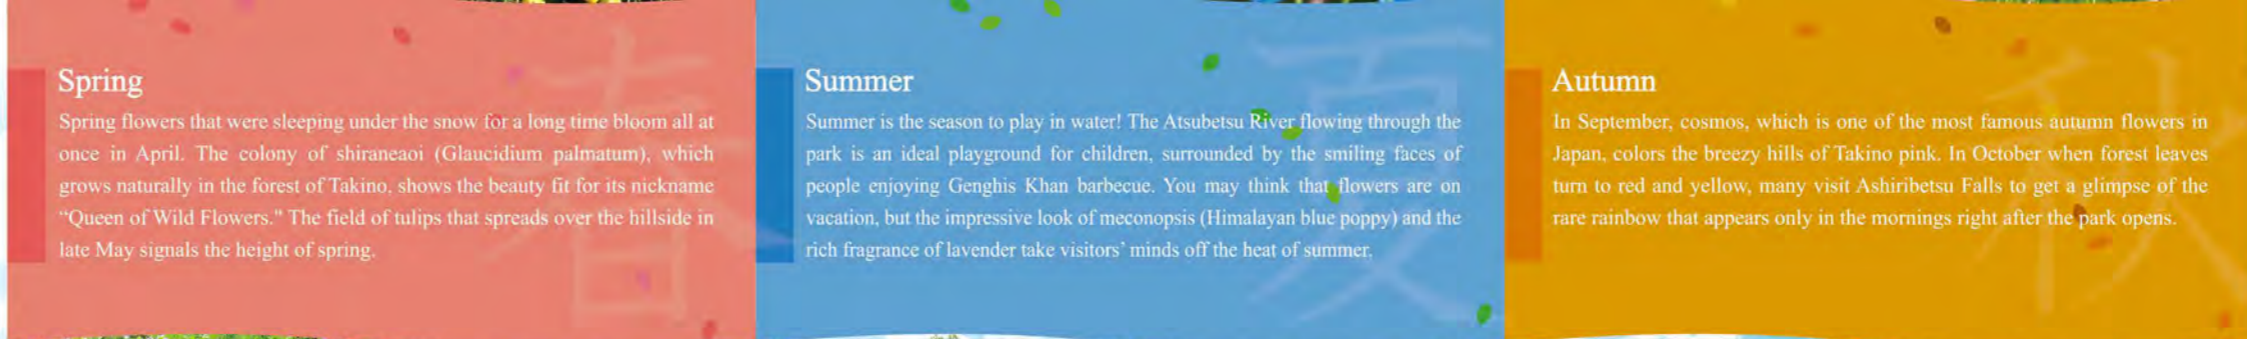 春
Spring
Spring flowers that were sleeping under the snow for a long time bloom all at
once in April. The colony of shiraneaoi (Glaucidium palmatum), which
grows naturally in the forest of Takino, shows the beauty fit for its nickname
“Queen of Wild Flowers." The field of tulips that spreads over the hillside in
late May signals the height of spring.
夏
Summer
Summer is the season to play in water! The Atsubetsu River flowing through the
park is an ideal playground for children, surrounded by the smiling faces of
people enjoying Genghis Khan barbecue. You may think that flowers are on
vacation, but the impressive look of meconopsis (Himalayan blue poppy) and the
rich fragrance of lavender take visitors’ minds off the heat of summer.
秋
Autumn
In September, cosmos, which is one of the most famous autumn flowers in
Japan, colors the breezy hills of Takino pink. In October when forest leaves
turn to red and yellow, many visit Ashiribetsu Falls to get a glimpse of the
rare rainbow that appears only in the mornings right after the park opens.